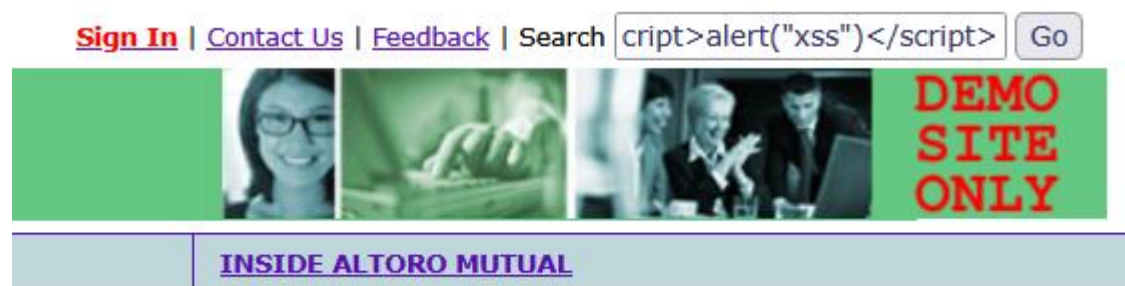 Sign In | Contact Us | Feedback | Search cript>alert("xss")</script> Go
DEMO
SITE
ONLY
INSIDE ALTORO MUTUAL